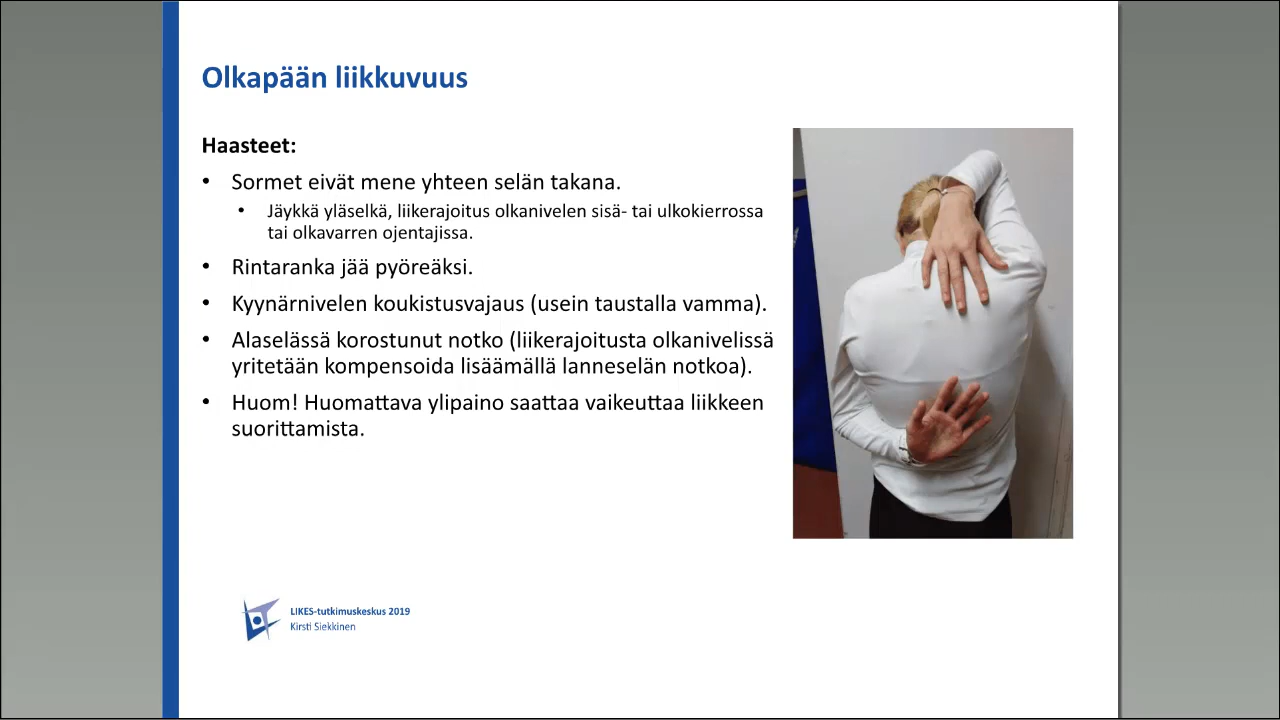 Olkapään liikkuvuus
Haasteet:
• Sormet eivät mene yhteen selän takana.
• Jäykkä yläselkä, liikerajoitus olkanivelen sisä- tai ulkokierrossa
tai olkavarren ojentajissa.
• Rintaranka jää pyöreäksi.
• Kyynärnivelen koukistusvajaus (usein taustalla vamma).
• Alaselässä korostunut notko (liikerajoitusta olkanivelissä
yritetään kompensoida lisäämällä lanneselän notkoa).
• Huom! Huomattava ylipaino saattaa vaikeuttaa liikkeen
suorittamista.
LIKES-tutkimuskeskus 2019
Kirsti Siekkinen